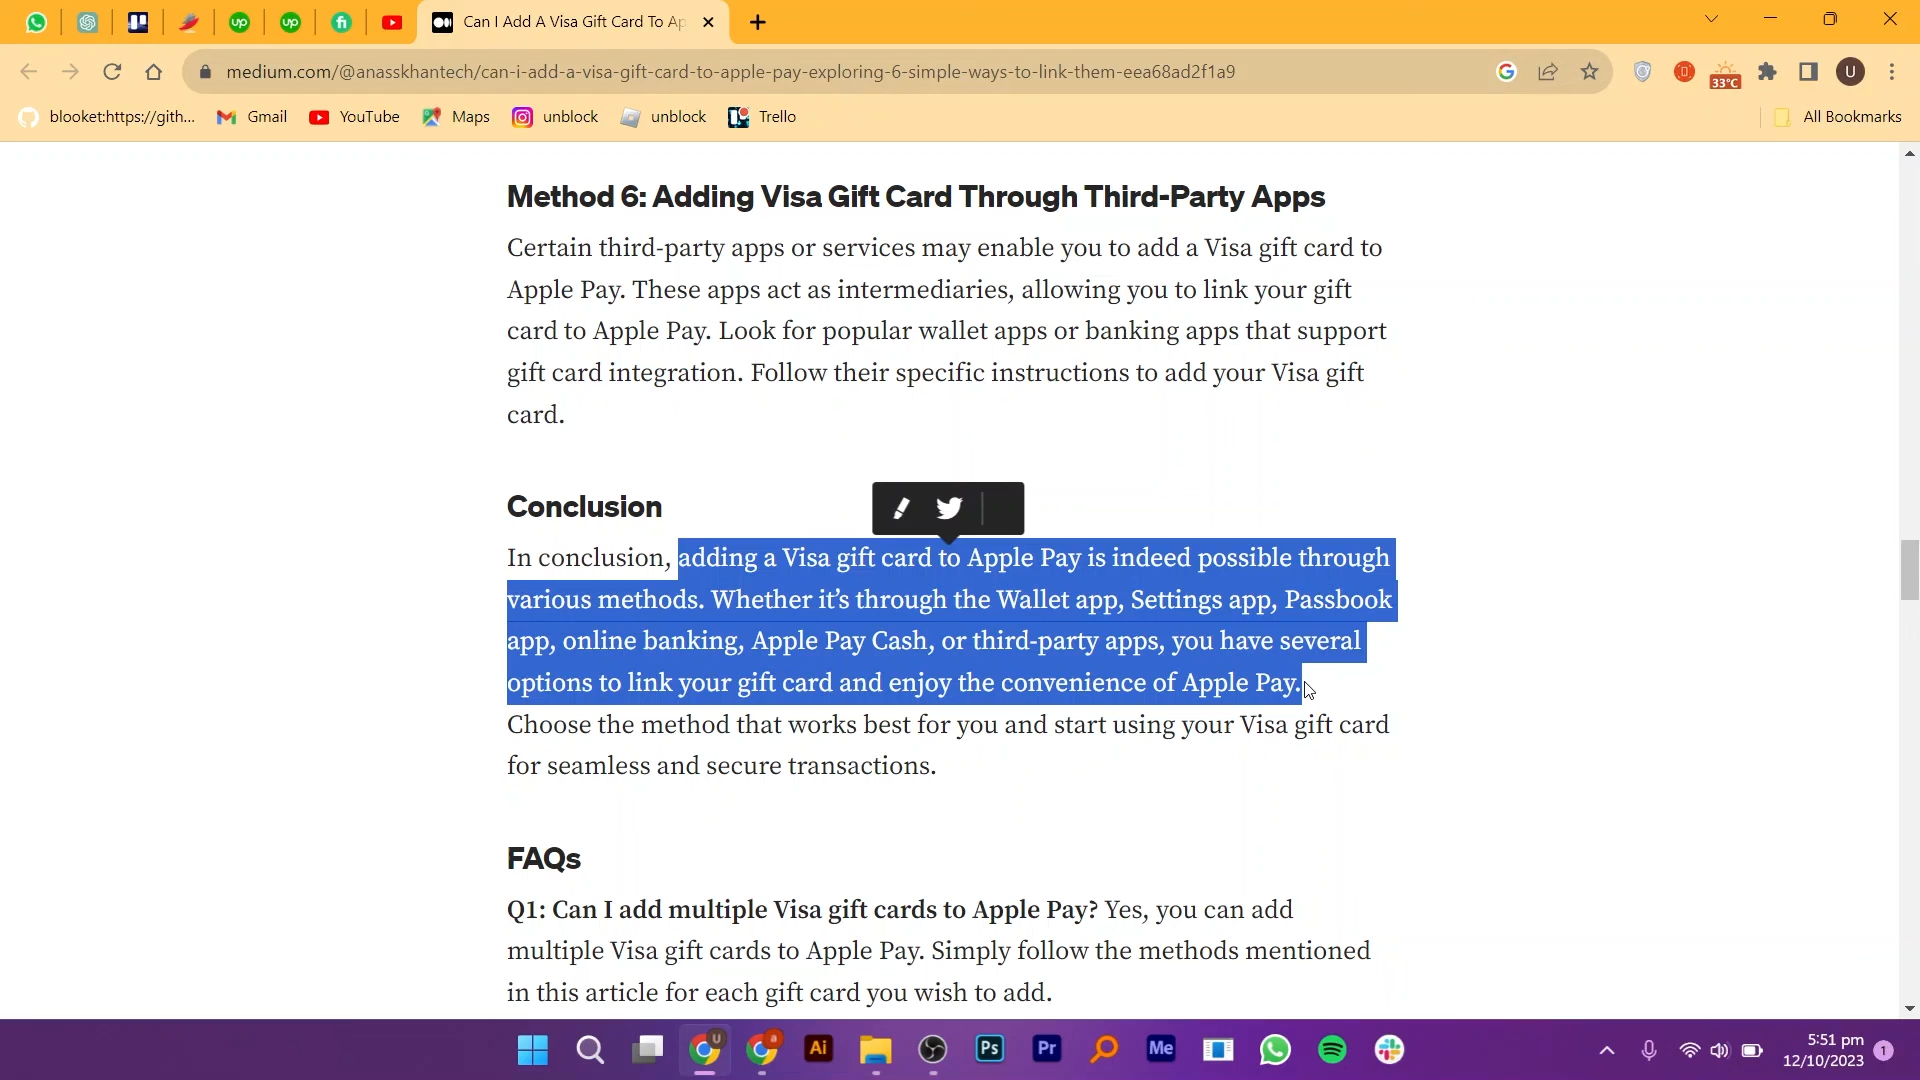 Can I Add A Visa Gift Card To Ap
medium.com/@anasskhantech/can-i-add-a-visa-gift-card-to-apple-pay-exploring-6-simple-ways-to-link-them-eea68ad2f1a9
33°C
U
blooket:https://gith...
Gmail
YouTube
Maps
unblock
unblock
Trello
All Bookmarks
Method 6: Adding Visa Gift Card Through Third-Party Apps
Certain third-party apps or services may enable you to add a Visa gift card to
Apple Pay. These apps act as intermediaries, allowing you to link your gift
card to Apple Pay. Look for popular wallet apps or banking apps that support
gift card integration. Follow their specific instructions to add your Visa gift
card.
Conclusion
In conclusion, adding a Visa gift card to Apple Pay is indeed possible through
various methods. Whether it’s through the Wallet app, Settings app, Passbook
app, online banking, Apple Pay Cash, or third-party apps, you have several
options to link your gift card and enjoy the convenience of Apple Pay.
Choose the method that works best for you and start using your Visa gift card
for seamless and secure transactions.
FAQs
Q1: Can I add multiple Visa gift cards to Apple Pay? Yes, you can add
multiple Visa gift cards to Apple Pay. Simply follow the methods mentioned
in this article for each gift card you wish to add.
U
a
Ai
Ps
Pr
Me
5:51 pm
12/10/2023
1